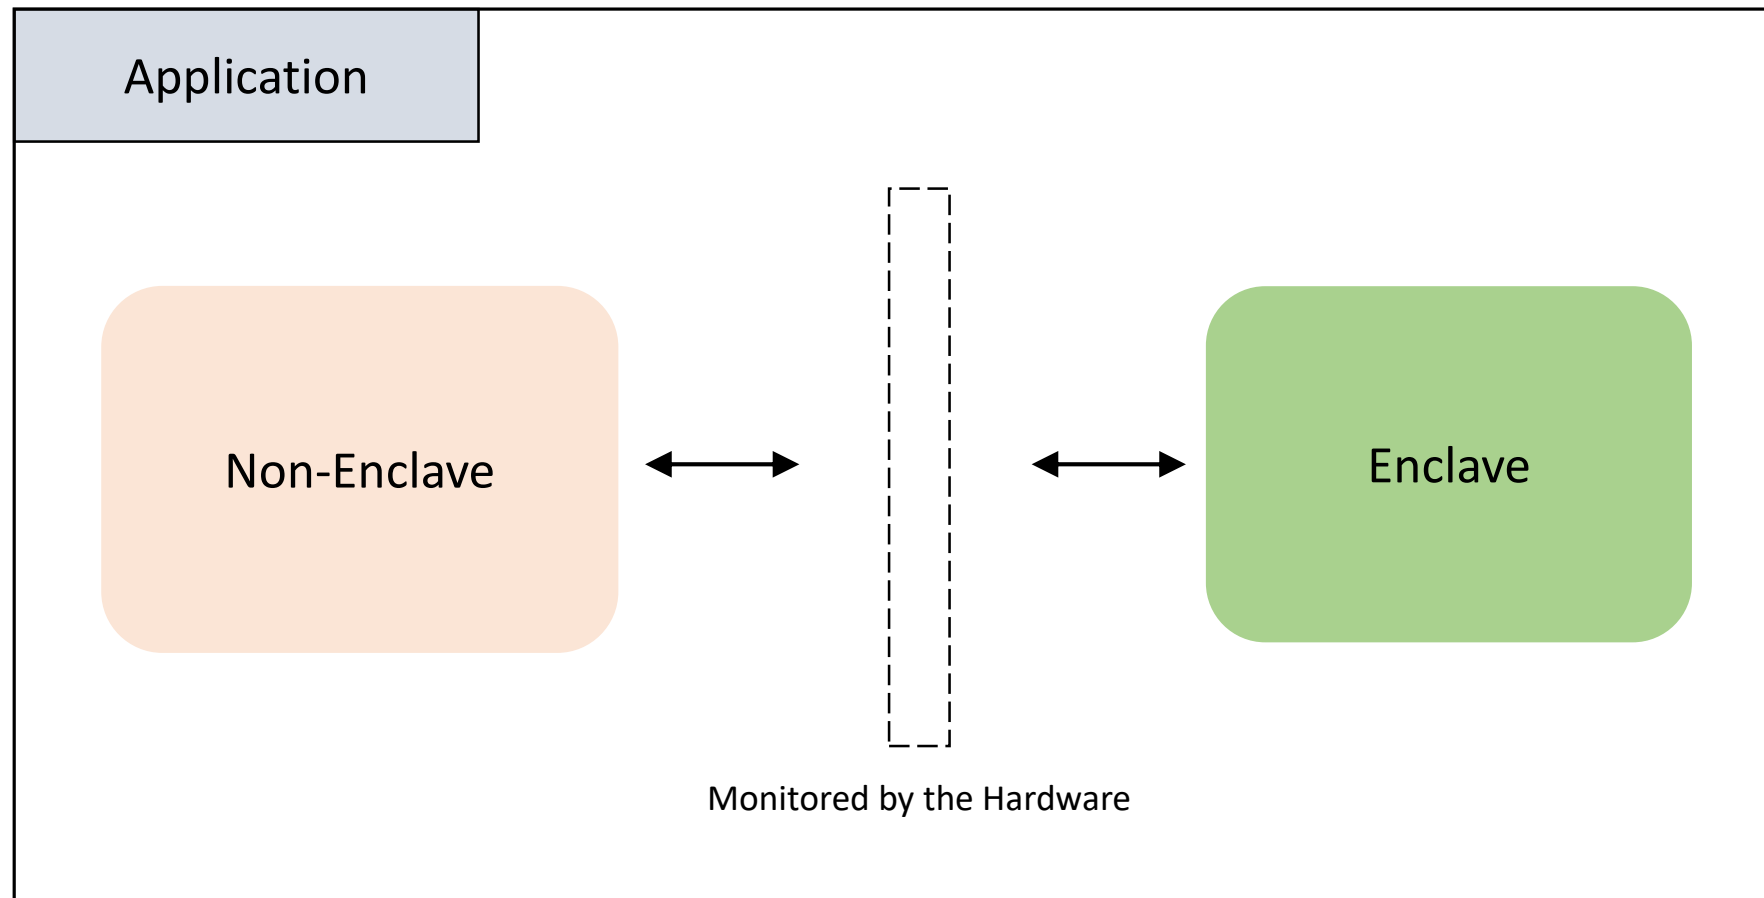 Application
Non-Enclave
Enclave
Monitored by the Hardware